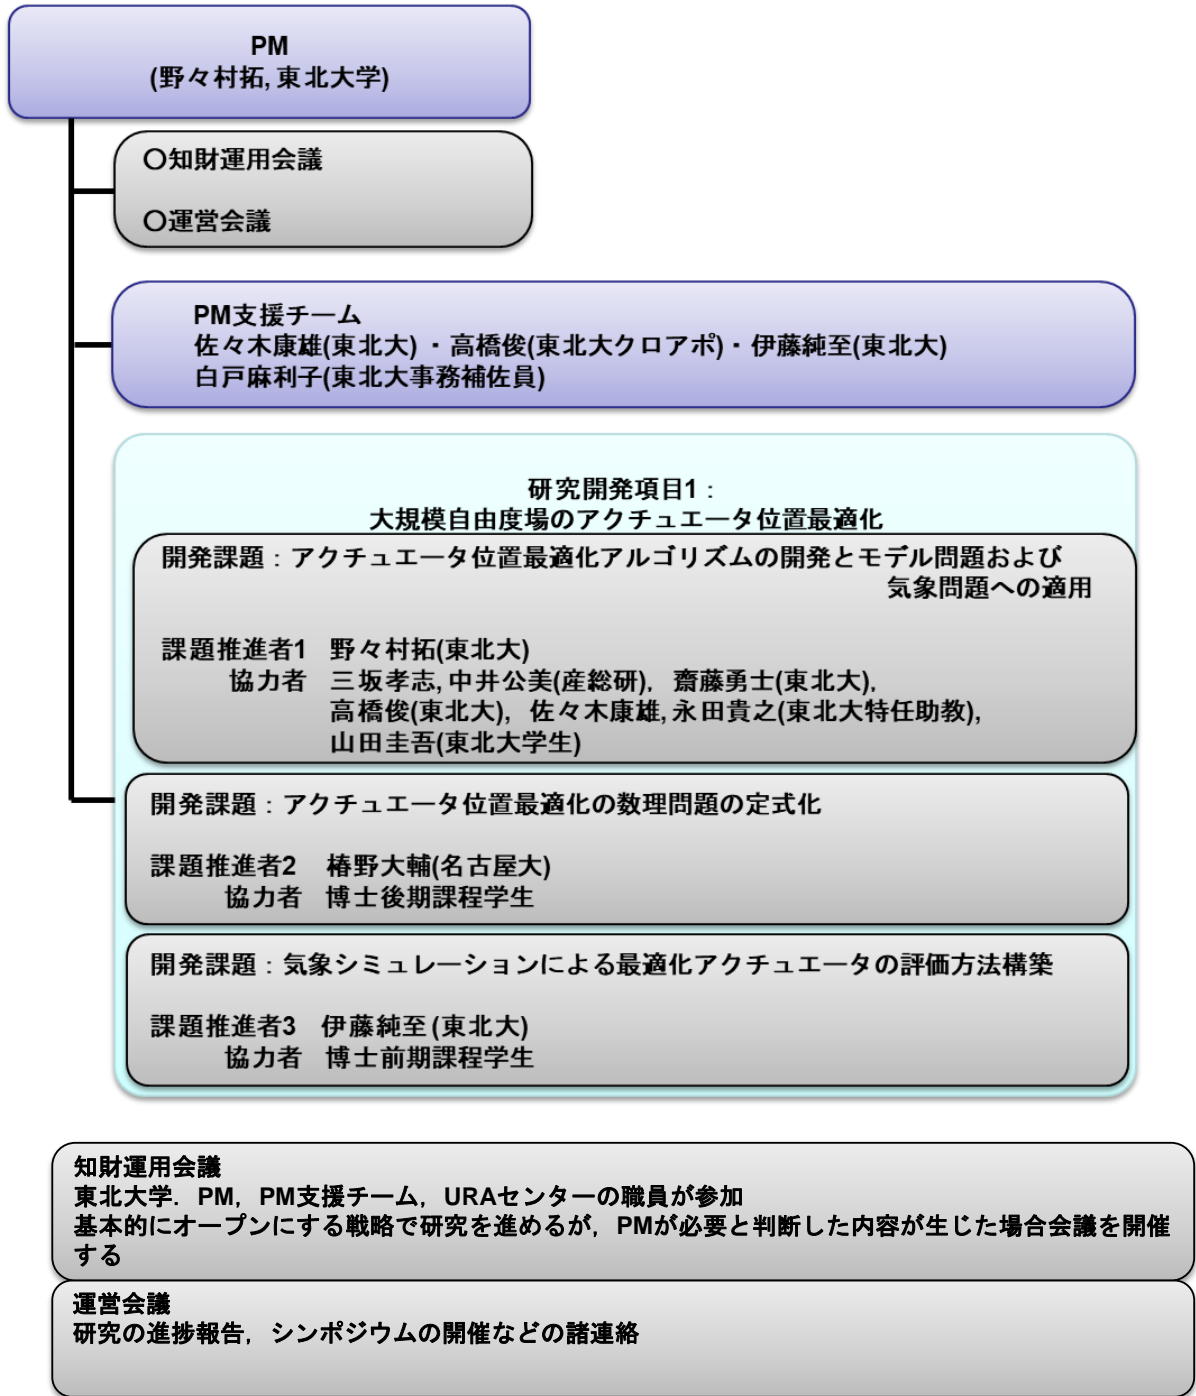 PM
(野々村拓, 東北大学)
〇知財運用会議
〇運営会議
PM支援チーム
佐々木康雄(東北大)・高橋俊(東北大クロアポ)・伊藤純至(東北大)
白戸麻利子(東北大事務補佐員)
研究開発項目1：
大規模自由度場のアクチュエータ位置最適化
開発課題：アクチュエータ位置最適化アルゴリズムの開発とモデル問題および
気象問題への適用
課題推進者1　野々村拓(東北大)
協力者　三坂孝志, 中井公美(産総研)，齋藤勇士(東北大)，
高橋俊(東北大)，佐々木康雄, 永田貴之(東北大特任助教)，
山田圭吾(東北大学生)
開発課題：アクチュエータ位置最適化の数理問題の定式化
課題推進者2　椿野大輔(名古屋大)
協力者　博士後期課程学生
開発課題：気象シミュレーションによる最適化アクチュエータの評価方法構築
課題推進者3　伊藤純至(東北大)
協力者　博士前期課程学生
知財運用会議
東北大学．PM，PM支援チーム，URAセンターの職員が参加
基本的にオープンにする戦略で研究を進めるが，PMが必要と判断した内容が生じた場合会議を開催
する
運営会議
研究の進捗報告，シンポジウムの開催などの諸連絡